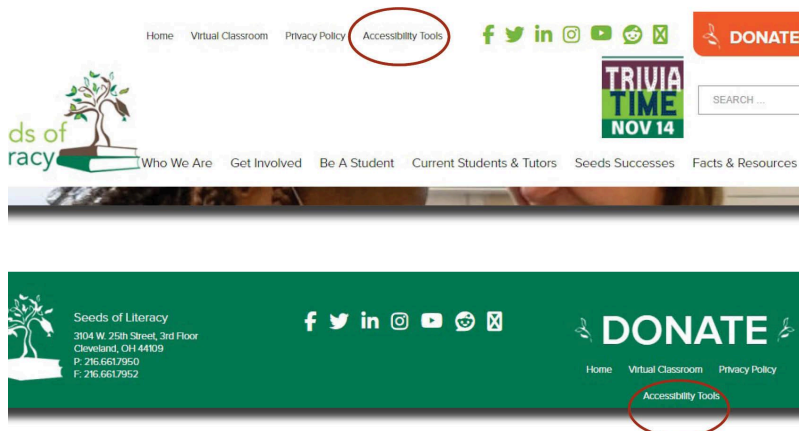 Home Virtual Classroom Privacy Policy Accessibility Tools
DONATE
TRIVIA
TIME
NOV 14
SEARCH ...
ds of
racy
Who We Are Get Involved Be A Student Current Students & Tutors Seeds Successes Facts & Resources
Seeds of Literacy
3104 W. 25th Street, 3rd Floor
Cleveland, OH 44109
P: 216.661.7950
F: 216.661.7952
DONATE
Home Virtual Classroom Privacy Policy
Accessibility Tools